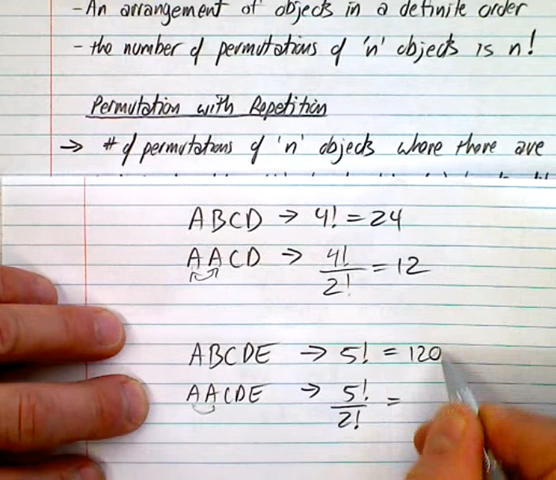 - An arrangement of objects in a definite order
- the number of permutations of 'n' objects is n!
Permutation with Repetition
→ # of permutations of 'n' objects where there are
ABCD → 4! = 24
AACD → 4!/2! = 12
ABCDE → 5! = 120
AACDE → 5!/2! =